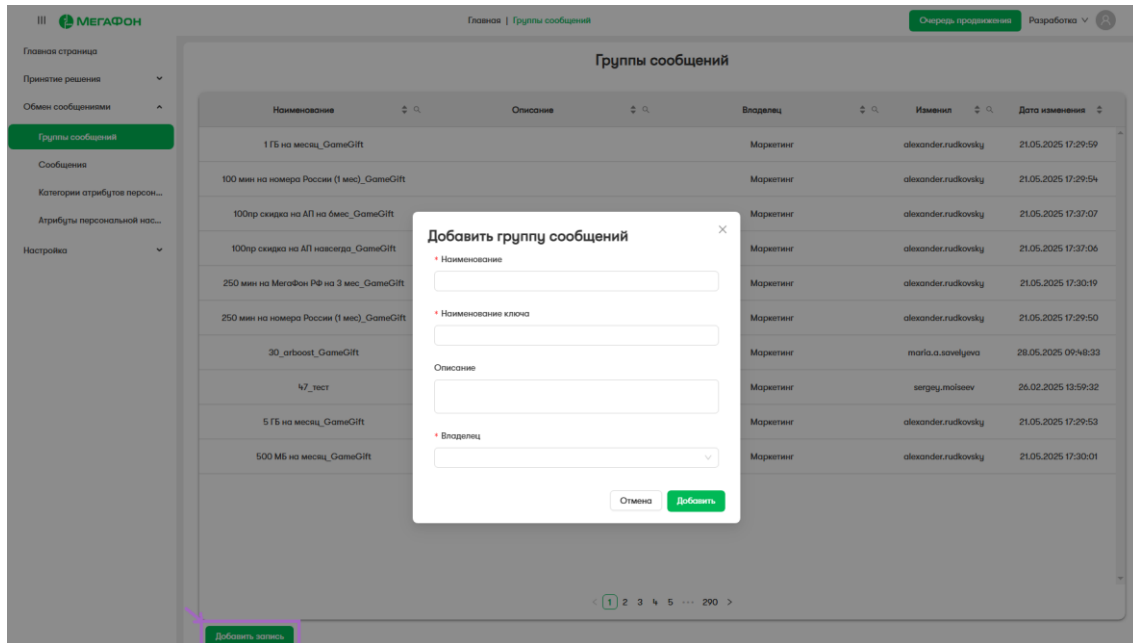 МЕГАФОН
Главная | Группы сообщений
Очередь продвижения
Разработка
Главная страница
Принятие решения
Обмен сообщениями
Группы сообщений
Сообщения
Категории атрибутов персон...
Атрибуты персональной нас...
Настройка
Группы сообщений
Наименование Описание Владелец Изменил Дата изменения
1 ГБ на месяц_GameGift Маркетинг alexander.rudkovsky 21.05.2025 17:29:59
100 мин на номера России (1 мес)_GameGift Маркетинг alexander.rudkovsky 21.05.2025 17:29:54
100пр скидка на АП на 6мес_GameGift Маркетинг alexander.rudkovsky 21.05.2025 17:37:07
100пр скидка на АП навсегда_GameGift Маркетинг alexander.rudkovsky 21.05.2025 17:37:06
250 мин на МегаФон РФ на 3 мес_GameGift Маркетинг alexander.rudkovsky 21.05.2025 17:30:19
250 мин на номера России (1 мес)_GameGift Маркетинг alexander.rudkovsky 21.05.2025 17:29:50
30_arboost_GameGift Маркетинг maria.a.savelyeva 28.05.2025 09:48:33
47_тест Маркетинг sergey.moiseev 26.02.2025 13:59:32
5 ГБ на месяц_GameGift Маркетинг alexander.rudkovsky 21.05.2025 17:29:53
500 МБ на месяц_GameGift Маркетинг alexander.rudkovsky 21.05.2025 17:30:01
Добавить группу сообщений
* Наименование
* Наименование ключа
Описание
* Владелец
Отмена Добавить
< 1 2 3 4 5 ... 290 >
Добавить запись